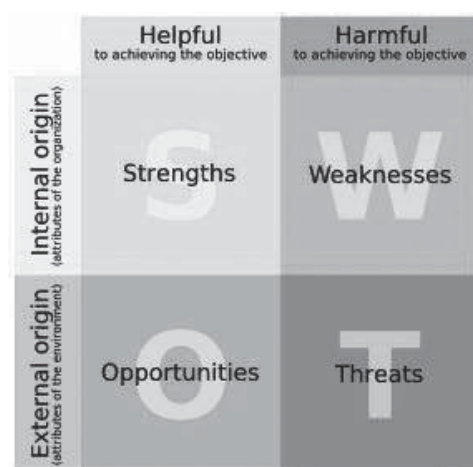 Helpful
to achieving the objective
Harmful
to achieving the objective
Internal origin
(attributes of the organization)
S
Strengths
W
Weaknesses
External origin
(attributes of the environment)
O
Opportunities
T
Threats